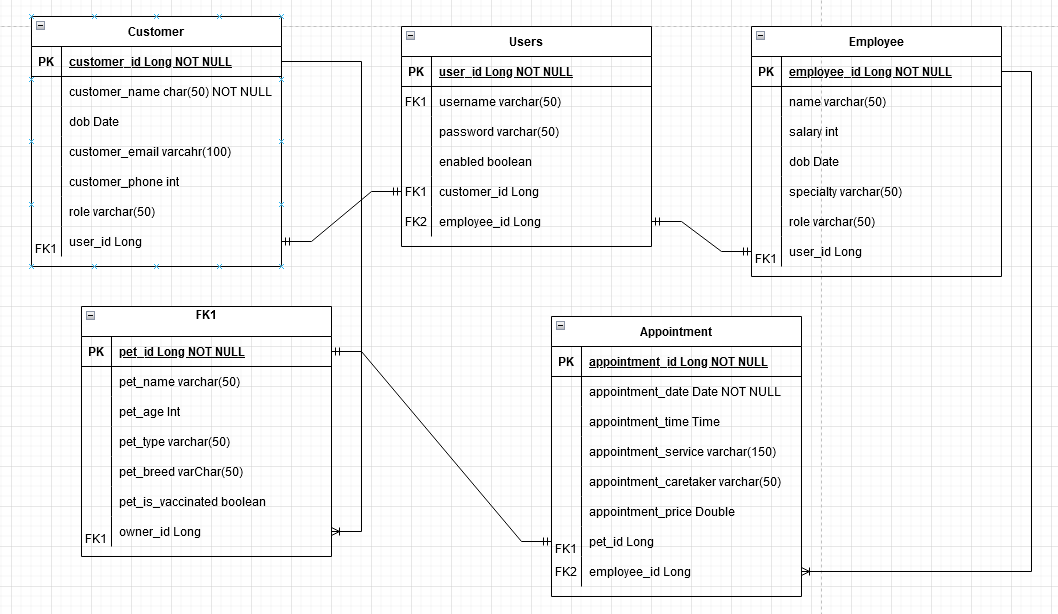 Customer
PK customer_id Long NOT NULL
customer_name char(50) NOT NULL
dob Date
customer_email varcahr(100)
customer_phone int
role varchar(50)
FK1 user_id Long
Users
PK user_id Long NOT NULL
FK1 username varchar(50)
password varchar(50)
enabled boolean
FK1 customer_id Long
FK2 employee_id Long
Employee
PK employee_id Long NOT NULL
name varchar(50)
salary int
dob Date
specialty varchar(50)
role varchar(50)
FK1 user_id Long
FK1
PK pet_id Long NOT NULL
pet_name varchar(50)
pet_age Int
pet_type varchar(50)
pet_breed varChar(50)
pet_is_vaccinated boolean
FK1 owner_id Long
Appointment
PK appointment_id Long NOT NULL
appointment_date Date NOT NULL
appointment_time Time
appointment_service varchar(150)
appointment_caretaker varchar(50)
appointment_price Double
FK1 pet_id Long
FK2 employee_id Long